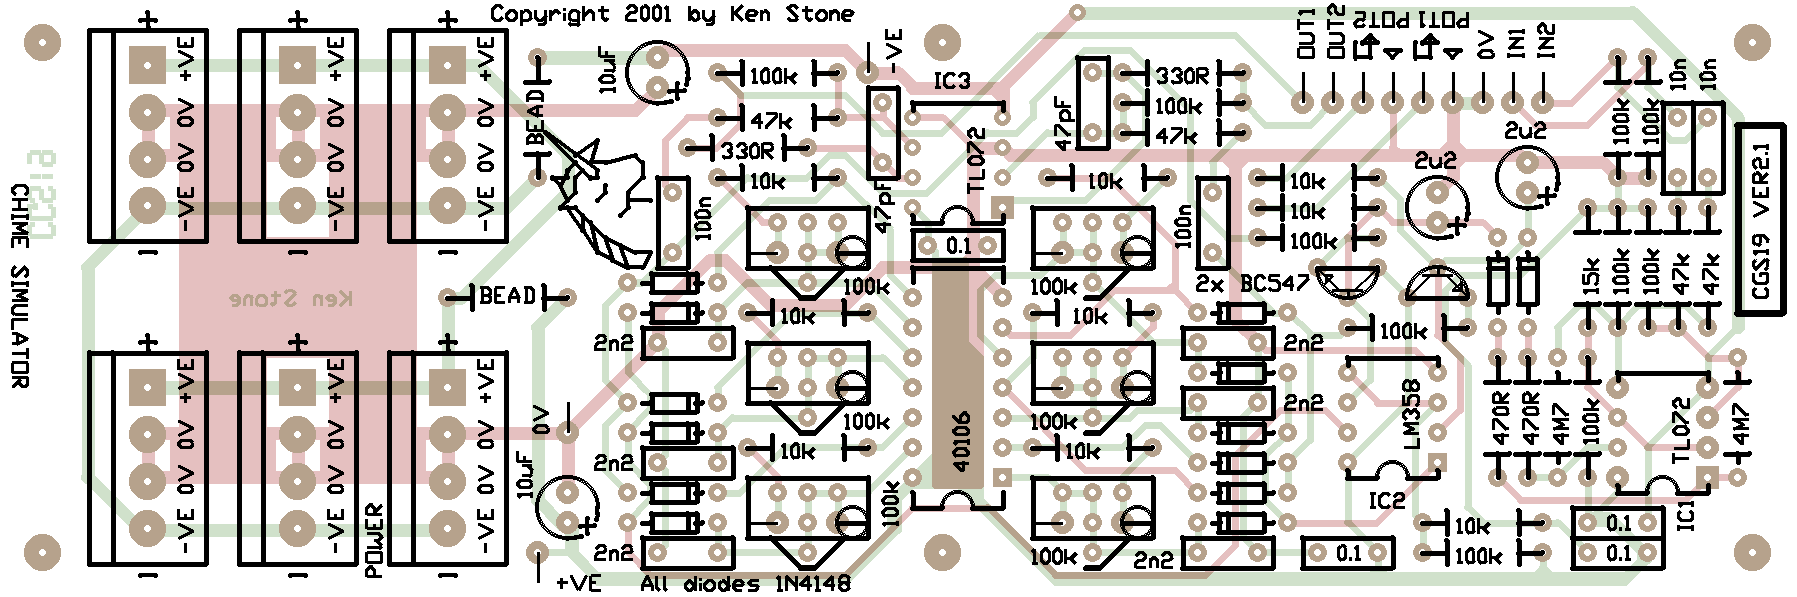 Copyright 2001 by Ken Stone
+ + +
+VE +VE +VE
0V 0V 0V
0V 0V 0V
-VE -VE -VE
- - -
CHIME SIMULATOR
CGS19
Ken Stone
BEAD
BEAD
+ + +
+VE +VE +VE
0V 0V 0V
0V 0V 0V
-VE -VE -VE
- - -
POWER
10uF
+
-VE
100k
47k
330R
10k
47pF
100n
100k
10k
2n2
100k
10k
2n2
100k
2n2
0V
10uF
+
+VE
All diodes 1N4148
IC3
TL072
0.1
40106
47pF
330R
100k
47k
10k
100n
10k
10k
100k
100k
10k
2n2
100k
10k
2n2
100k
2n2
2x BC547
OUT1
OUT2
POT2
POT1
0V
IN1
IN2
2u2
+
2u2
+
100k
100k
10n
10n
CGS19 VER2.1
15k
100k
100k
47k
47k
100k
LM358
IC2
470R
470R
4M7
100k
TL072
4M7
IC1
10k
100k
0.1
0.1
0.1